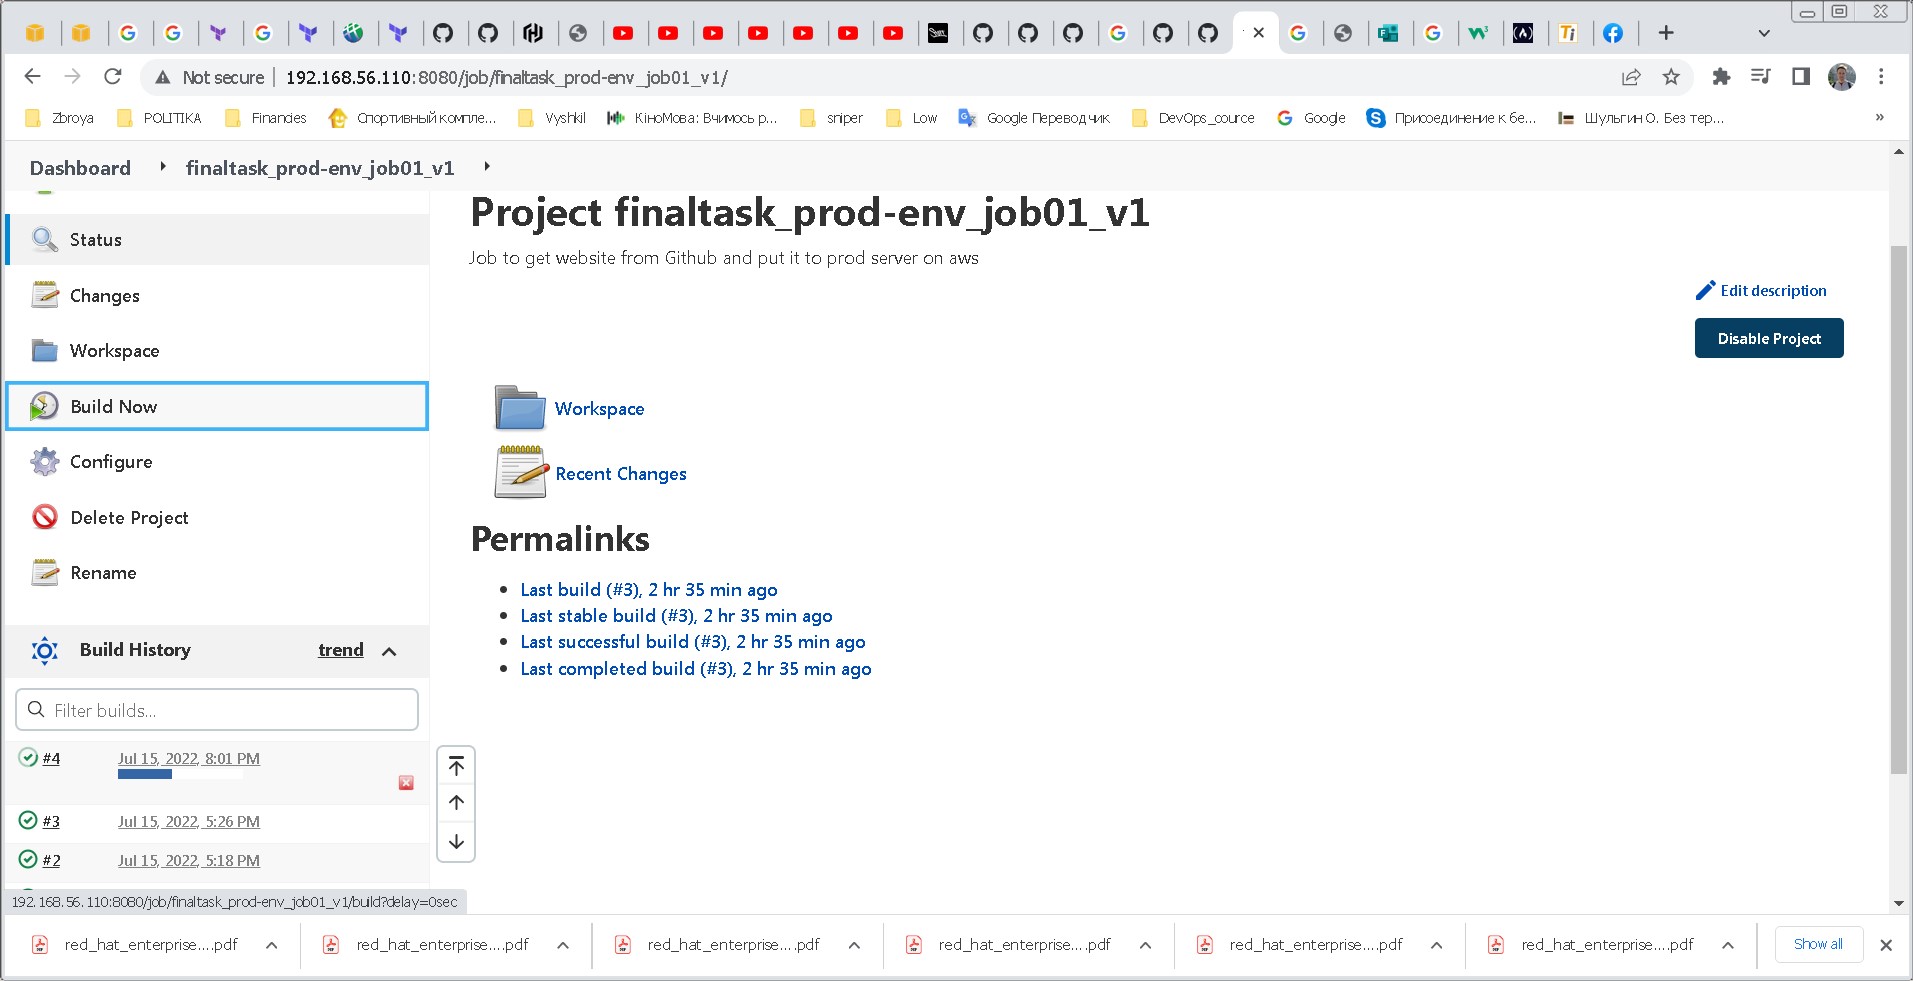 Not secure
192.168.56.110:8080/job/finaltask_prod-env_job01_v1/
Zbroya
POLITIKA
Financies
Спортивный компле...
Vyshkil
КіноМова: Вчимось р...
sniper
Low
Google Переводчик
DevOps_cource
Google
Присоединение к бе...
Шульгин О. Без тер...
»
Dashboard
finaltask_prod-env_job01_v1
Status
Changes
Workspace
Build Now
Configure
Delete Project
Rename
Build History
trend
Filter builds...
#4 Jul 15, 2022, 8:01 PM
#3 Jul 15, 2022, 5:26 PM
#2 Jul 15, 2022, 5:18 PM
Project finaltask_prod-env_job01_v1
Job to get website from Github and put it to prod server on aws
Edit description
Disable Project
Workspace
Recent Changes
Permalinks
Last build (#3), 2 hr 35 min ago
Last stable build (#3), 2 hr 35 min ago
Last successful build (#3), 2 hr 35 min ago
Last completed build (#3), 2 hr 35 min ago
192.168.56.110:8080/job/finaltask_prod-env_job01_v1/build?delay=0sec
red_hat_enterprise....pdf
red_hat_enterprise....pdf
red_hat_enterprise....pdf
red_hat_enterprise....pdf
red_hat_enterprise....pdf
red_hat_enterprise....pdf
Show all